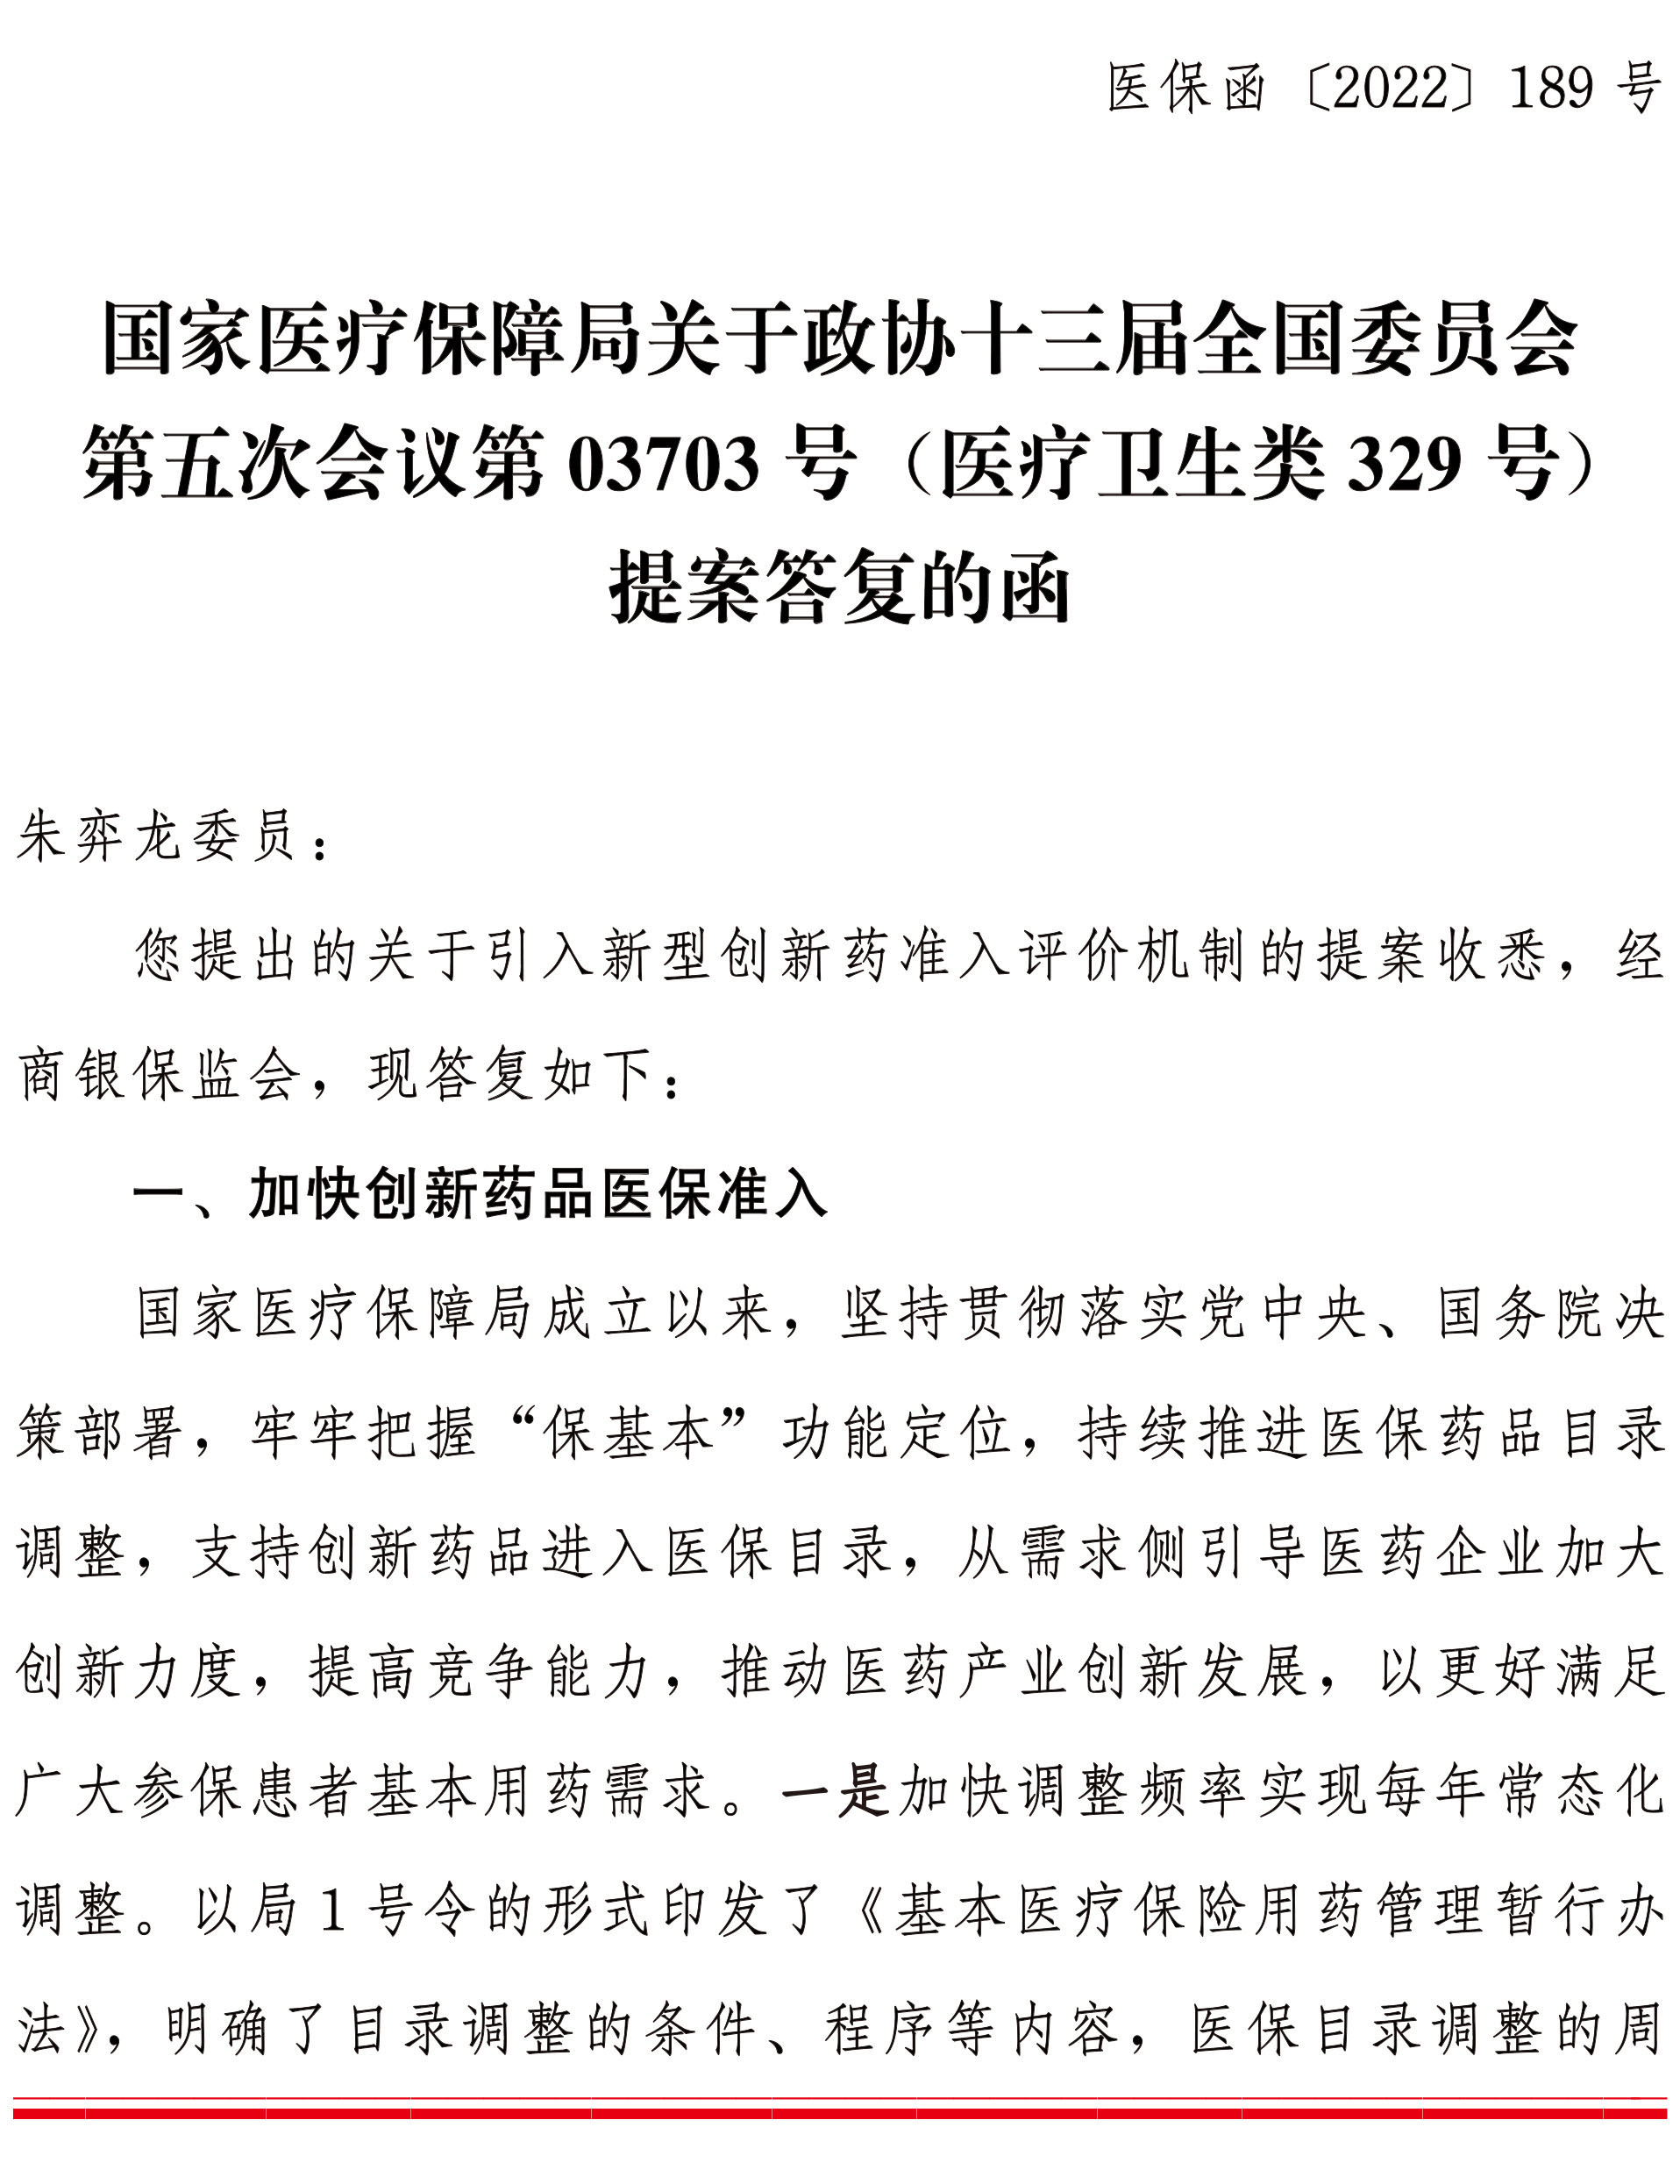 医保函〔2022〕189 号
国家医疗保障局关于政协十三届全国委员会
第五次会议第 03703 号（医疗卫生类 329 号）
提案答复的函
朱弈龙委员：
您提出的关于引入新型创新药准入评价机制的提案收悉，经
商银保监会，现答复如下：
一、加快创新药品医保准入
国家医疗保障局成立以来，坚持贯彻落实党中央、国务院决
策部署，牢牢把握“保基本”功能定位，持续推进医保药品目录
调整，支持创新药品进入医保目录，从需求侧引导医药企业加大
创新力度，提高竞争能力，推动医药产业创新发展，以更好满足
广大参保患者基本用药需求。一是加快调整频率实现每年常态化
调整。以局 1 号令的形式印发了《基本医疗保险用药管理暂行办
法》，明确了目录调整的条件、程序等内容，医保目录调整的周